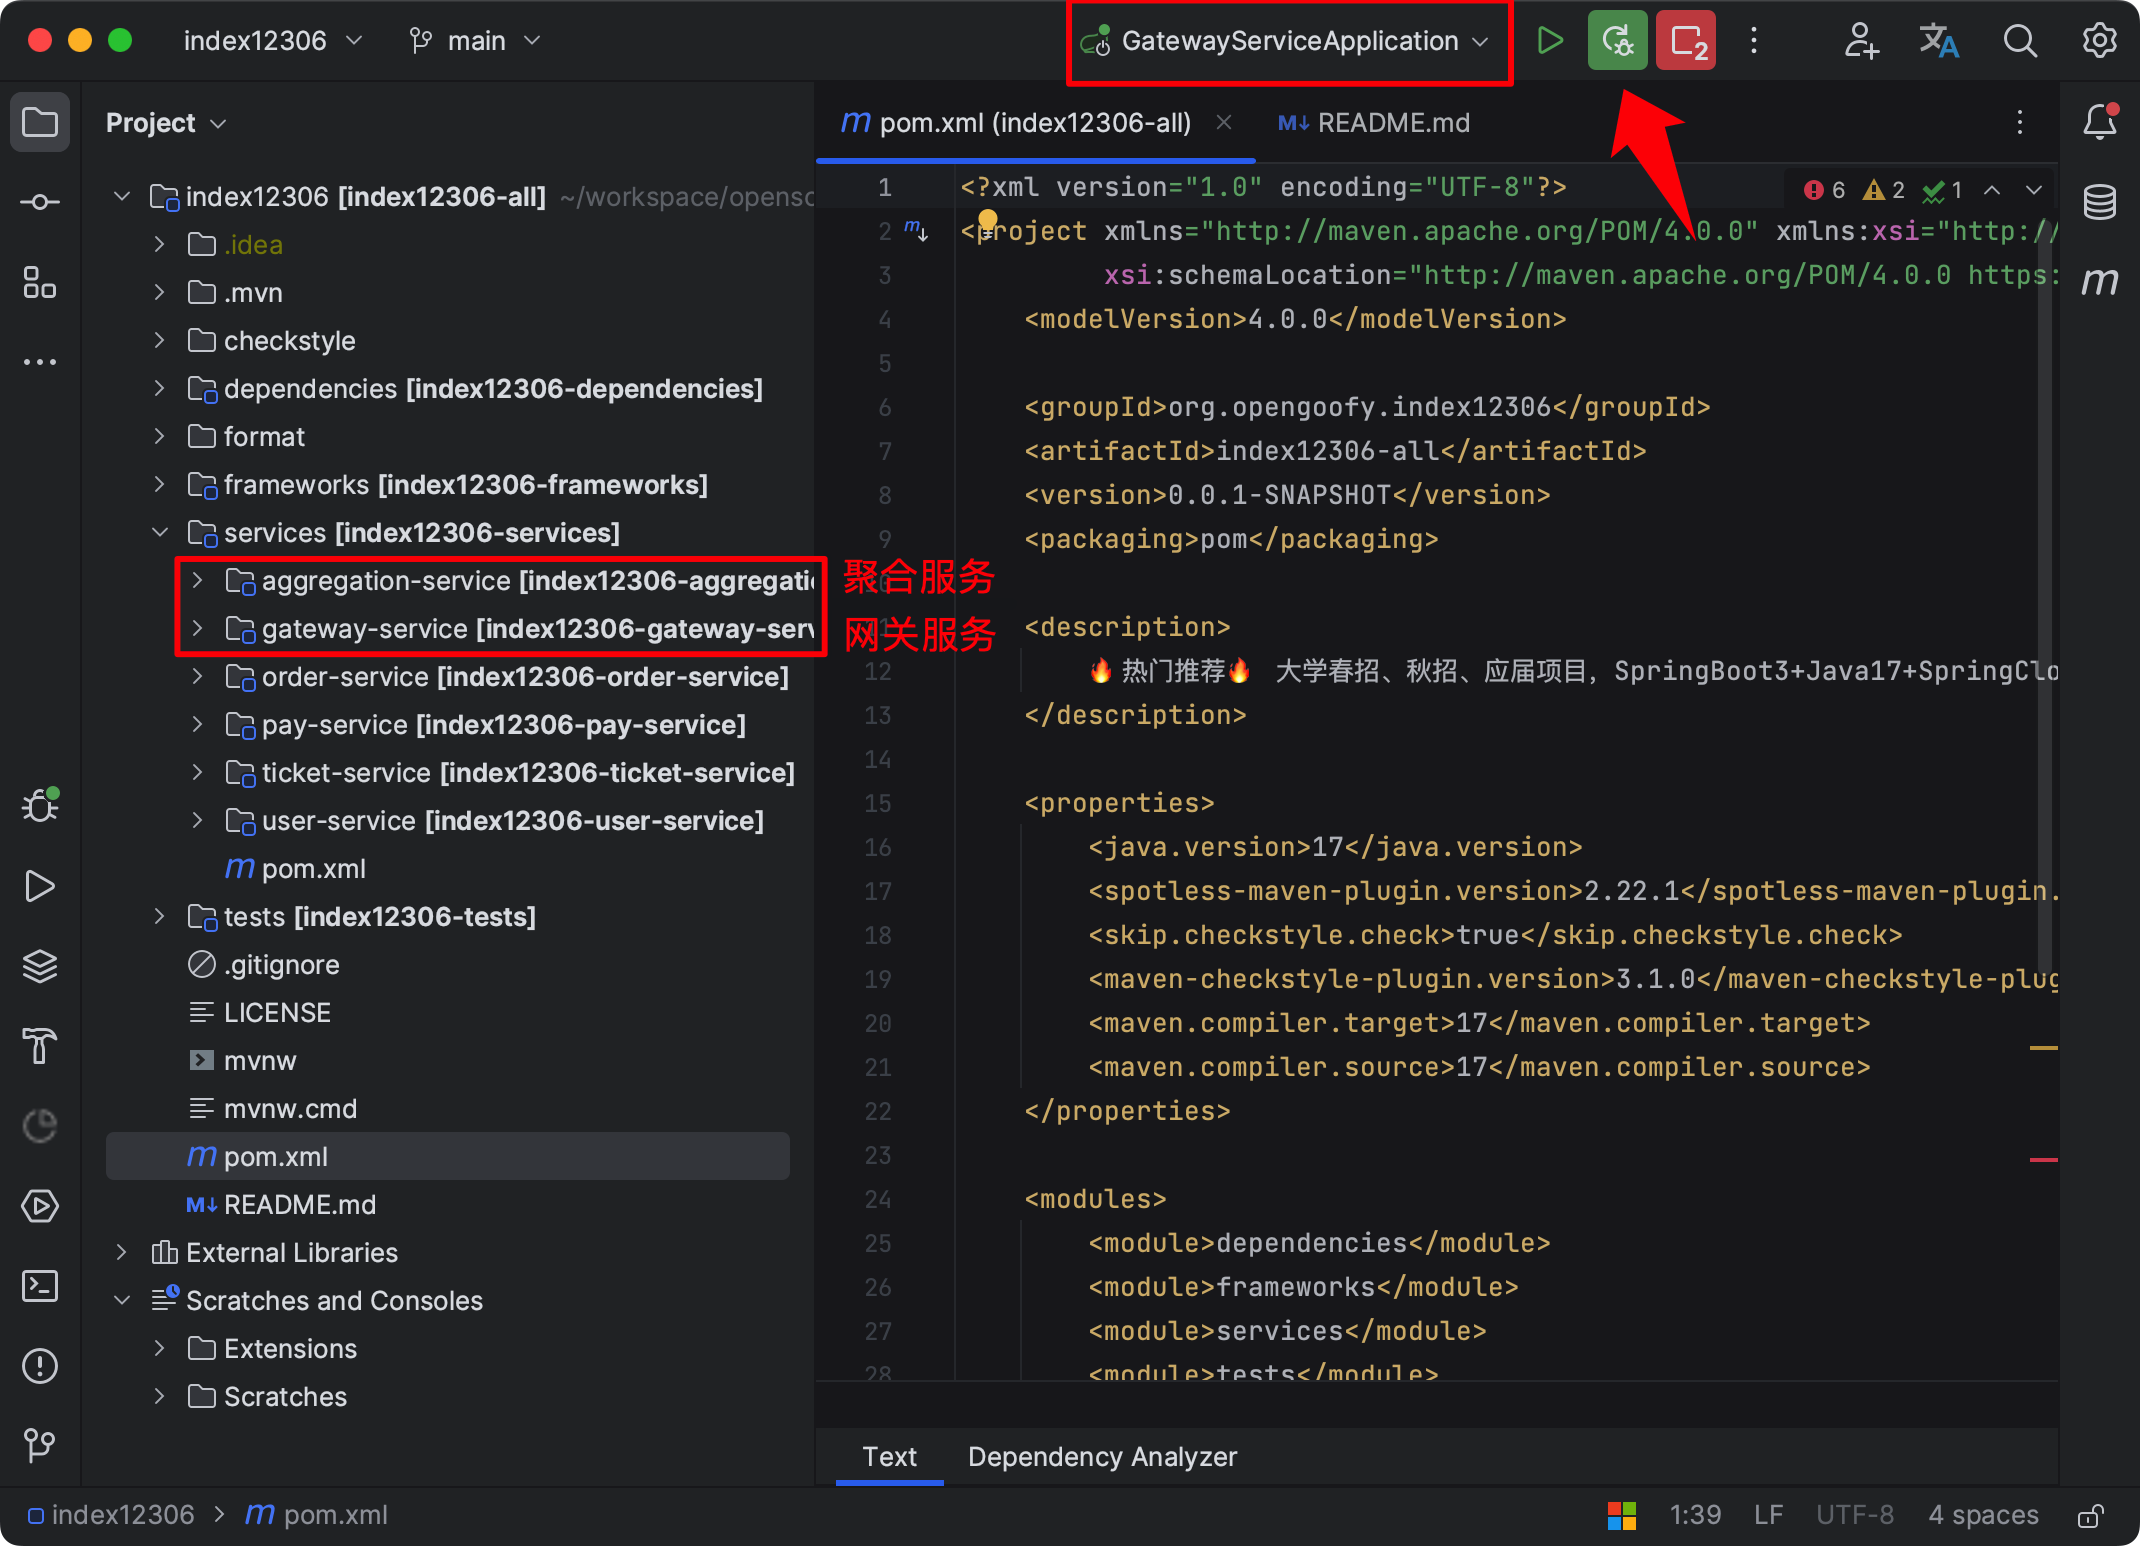 index12306
main
GatewayServiceApplication
2
Project
pom.xml (index12306-all)
M↓ README.md
index12306 [index12306-all] ~/workspace/opensc
.idea
.mvn
checkstyle
dependencies [index12306-dependencies]
format
frameworks [index12306-frameworks]
services [index12306-services]
aggregation-service [index12306-aggregatio
gateway-service [index12306-gateway-serv
order-service [index12306-order-service]
pay-service [index12306-pay-service]
ticket-service [index12306-ticket-service]
user-service [index12306-user-service]
m pom.xml
tests [index12306-tests]
.gitignore
LICENSE
mvnw
mvnw.cmd
m pom.xml
M↓ README.md
External Libraries
Scratches and Consoles
Extensions
Scratches
聚合服务
网关服务
6 2 1
1 <?xml version="1.0" encoding="UTF-8"?>
2 <project xmlns="http://maven.apache.org/POM/4.0.0" xmlns:xsi="http://
3 xsi:schemaLocation="http://maven.apache.org/POM/4.0.0 https:
4 <modelVersion>4.0.0</modelVersion>
5
6 <groupId>org.opengoofy.index12306</groupId>
7 <artifactId>index12306-all</artifactId>
8 <version>0.0.1-SNAPSHOT</version>
9 <packaging>pom</packaging>
<description>
12 🔥 热门推荐🔥 大学春招、秋招、应届项目，SpringBoot3+Java17+SpringClo
13 </description>
14
15 <properties>
16 <java.version>17</java.version>
17 <spotless-maven-plugin.version>2.22.1</spotless-maven-plugin.
18 <skip.checkstyle.check>true</skip.checkstyle.check>
19 <maven-checkstyle-plugin.version>3.1.0</maven-checkstyle-plug
20 <maven.compiler.target>17</maven.compiler.target>
21 <maven.compiler.source>17</maven.compiler.source>
22 </properties>
23
24 <modules>
25 <module>dependencies</module>
26 <module>frameworks</module>
27 <module>services</module>
28 <module>tests</module>
m
Text
Dependency Analyzer
index12306 > m pom.xml
1:39 LF UTF-8 4 spaces